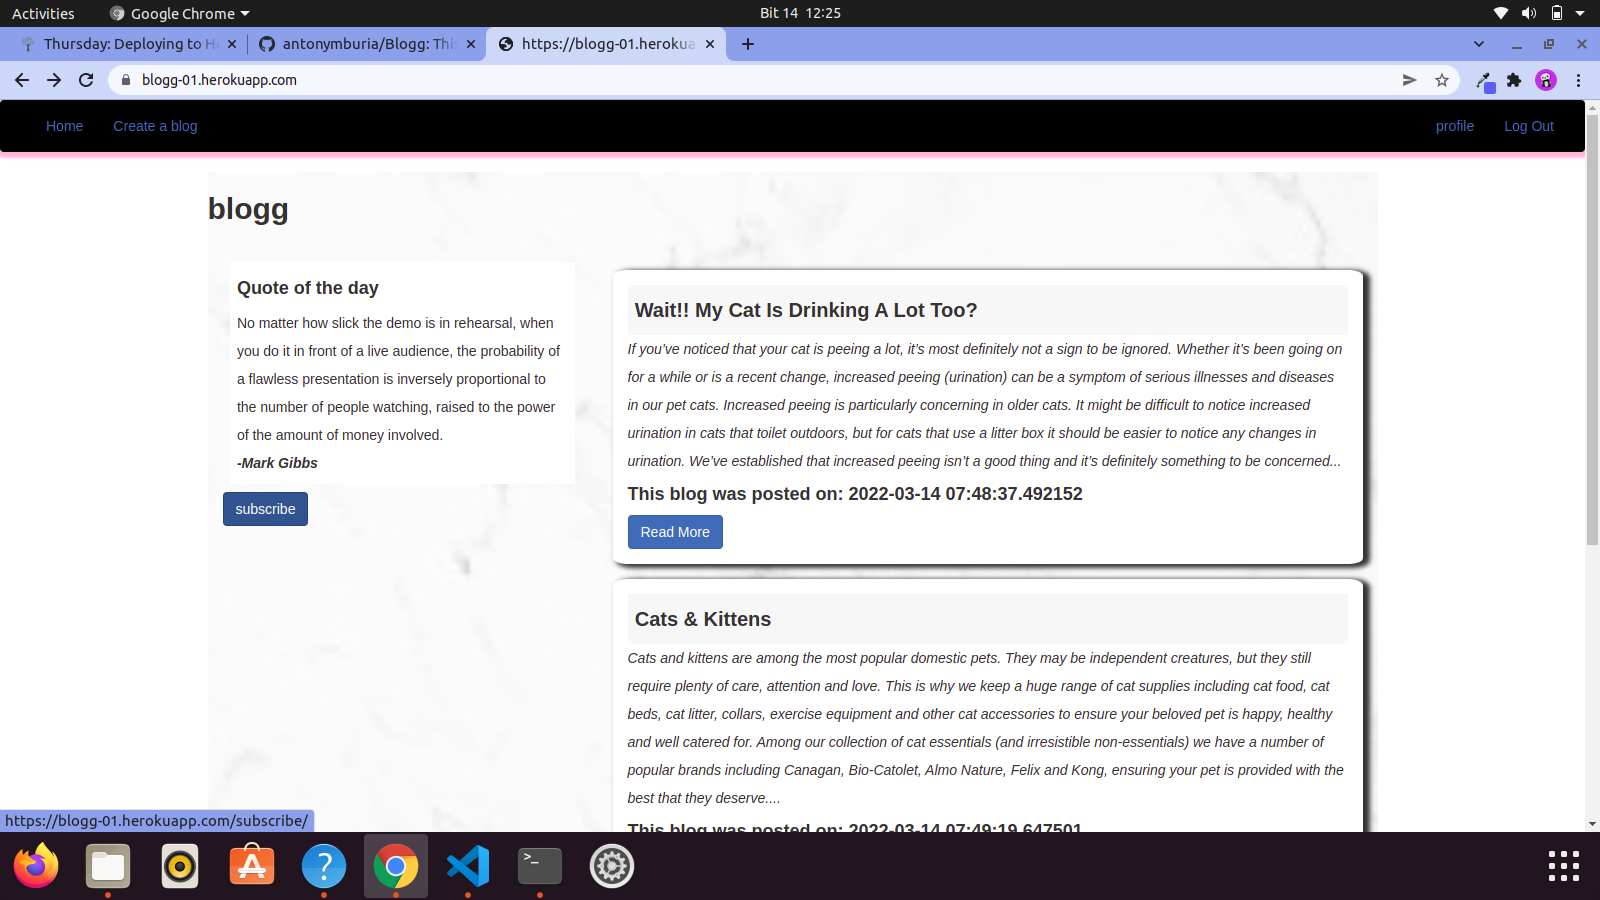 Activities
Google Chrome
Bit 14 12:25
Thursday: Deploying to H
antonymburia/Blogg: This
https://blogg-01.herokua
blogg-01.herokuapp.com
Home
Create a blog
profile
Log Out
blogg
Quote of the day
No matter how slick the demo is in rehearsal, when
you do it in front of a live audience, the probability of
a flawless presentation is inversely proportional to
the number of people watching, raised to the power
of the amount of money involved.
-Mark Gibbs
subscribe
Wait!! My Cat Is Drinking A Lot Too?
If you’ve noticed that your cat is peeing a lot, it’s most definitely not a sign to be ignored. Whether it’s been going on
for a while or is a recent change, increased peeing (urination) can be a symptom of serious illnesses and diseases
in our pet cats. Increased peeing is particularly concerning in older cats. It might be difficult to notice increased
urination in cats that toilet outdoors, but for cats that use a litter box it should be easier to notice any changes in
urination. We’ve established that increased peeing isn’t a good thing and it’s definitely something to be concerned...
This blog was posted on: 2022-03-14 07:48:37.492152
Read More
Cats & Kittens
Cats and kittens are among the most popular domestic pets. They may be independent creatures, but they still
require plenty of care, attention and love. This is why we keep a huge range of cat supplies including cat food, cat
beds, cat litter, collars, exercise equipment and other cat accessories to ensure your beloved pet is happy, healthy
and well catered for. Among our collection of cat essentials (and irresistible non-essentials) we have a number of
popular brands including Canagan, Bio-Catolet, Almo Nature, Felix and Kong, ensuring your pet is provided with the
best that they deserve....
This blog was posted on: 2022-03-14 07:49:19.647501
https://blogg-01.herokuapp.com/subscribe/